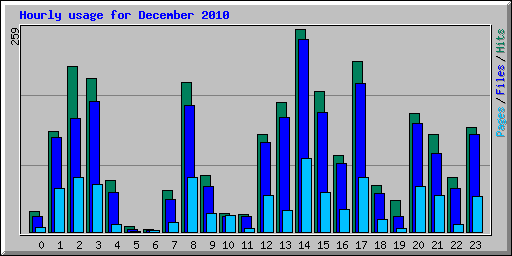 Hourly usage for December 2010
259
Pages/Files/Hits
0 1 2 3 4 5 6 7 8 9 10 11 12 13 14 15 16 17 18 19 20 21 22 23